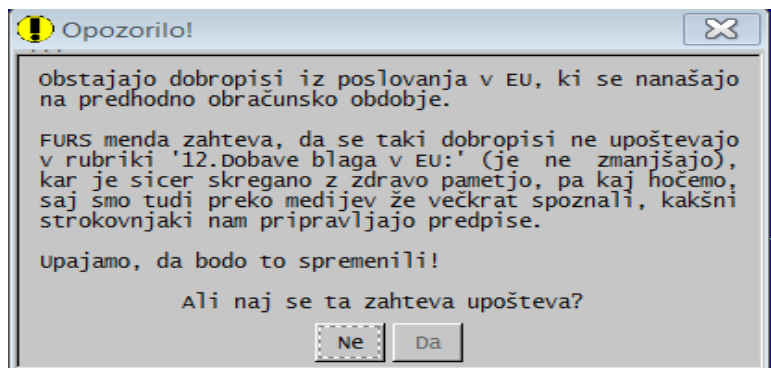 Opozorilo!
Obstajajo dobropisi iz poslovanja v EU, ki se nanašajo
na predhodno obračunsko obdobje.
FURS menda zahteva, da se taki dobropisi ne upoštevajo
v rubriki '12.Dobave blaga v EU:' (je ne zmanjšajo),
kar je sicer skregano z zdravo pametjo, pa kaj hočemo,
saj smo tudi preko medijev že večkrat spoznali, kakšni
strokovnjaki nam pripravljajo predpise.
Upajamo, da bodo to spremenili!
Ali naj se ta zahteva upošteva?
Ne Da